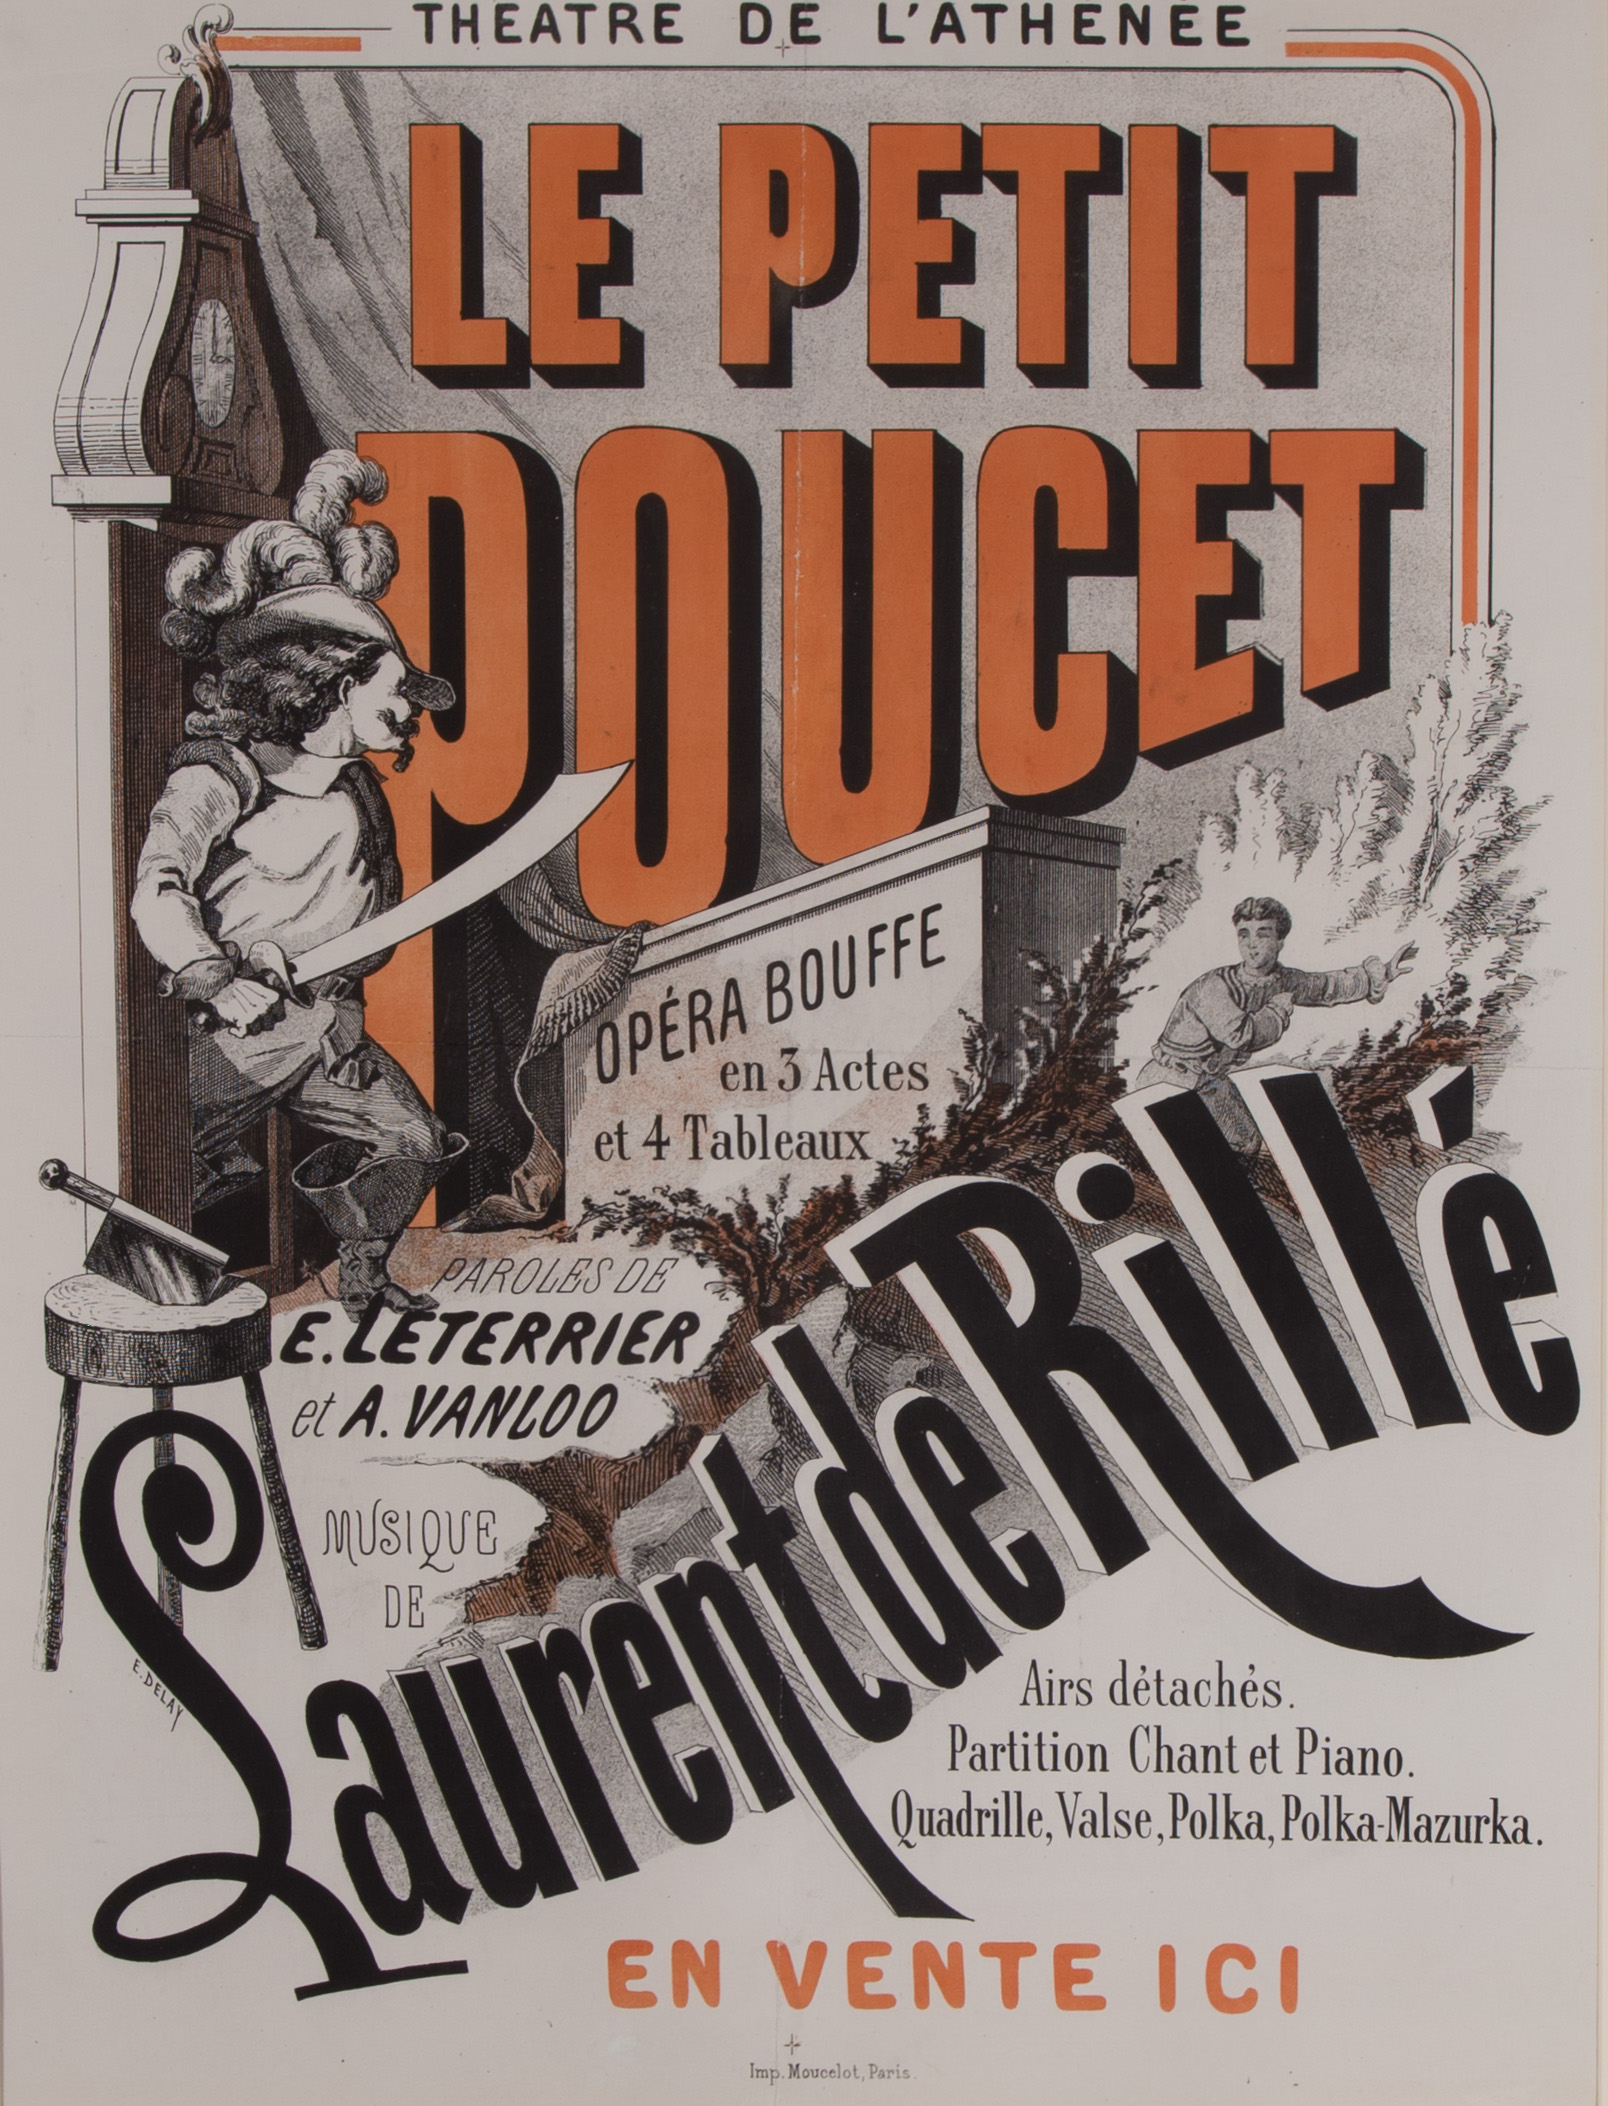 THÉATRE DE L'ATHÉNÉE
LE PETIT
POUCET
OPÉRA BOUFFE
en 3 Actes
et 4 Tableaux
PAROLES DE
E. LETERRIER
et A. VANLOO
MUSIQUE
DE
Laurent de Rillé
E. DELAY
Airs détachés.
Partition Chant et Piano.
Quadrille, Valse, Polka, Polka-Mazurka.
EN VENTE ICI
Imp. Moucelot, Paris.